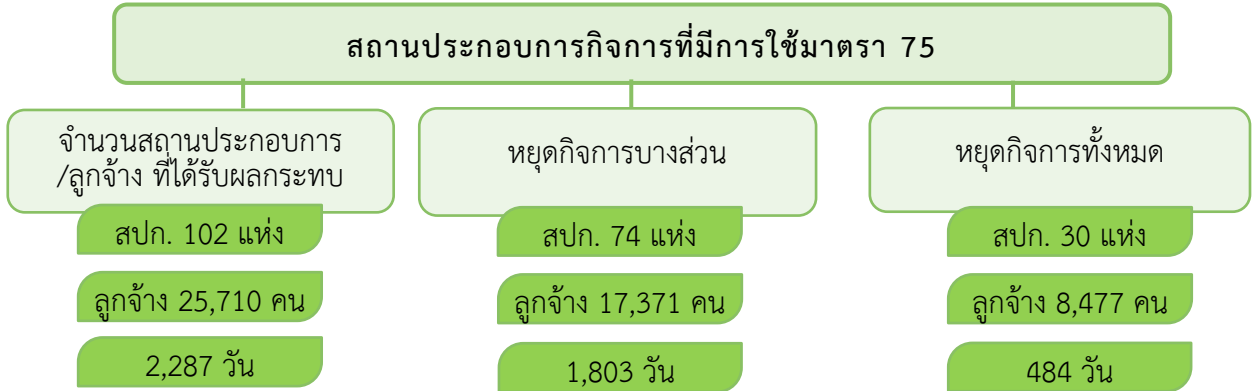 สถานประกอบการกิจการที่มีการใช้มาตรา 75
จำนวนสถานประกอบการ
/ลูกจ้าง ที่ได้รับผลกระทบ
สปก. 102 แห่ง
ลูกจ้าง 25,710 คน
2,287 วัน
หยุดกิจการบางส่วน
สปก. 74 แห่ง
ลูกจ้าง 17,371 คน
1,803 วัน
หยุดกิจการทั้งหมด
สปก. 30 แห่ง
ลูกจ้าง 8,477 คน
484 วัน